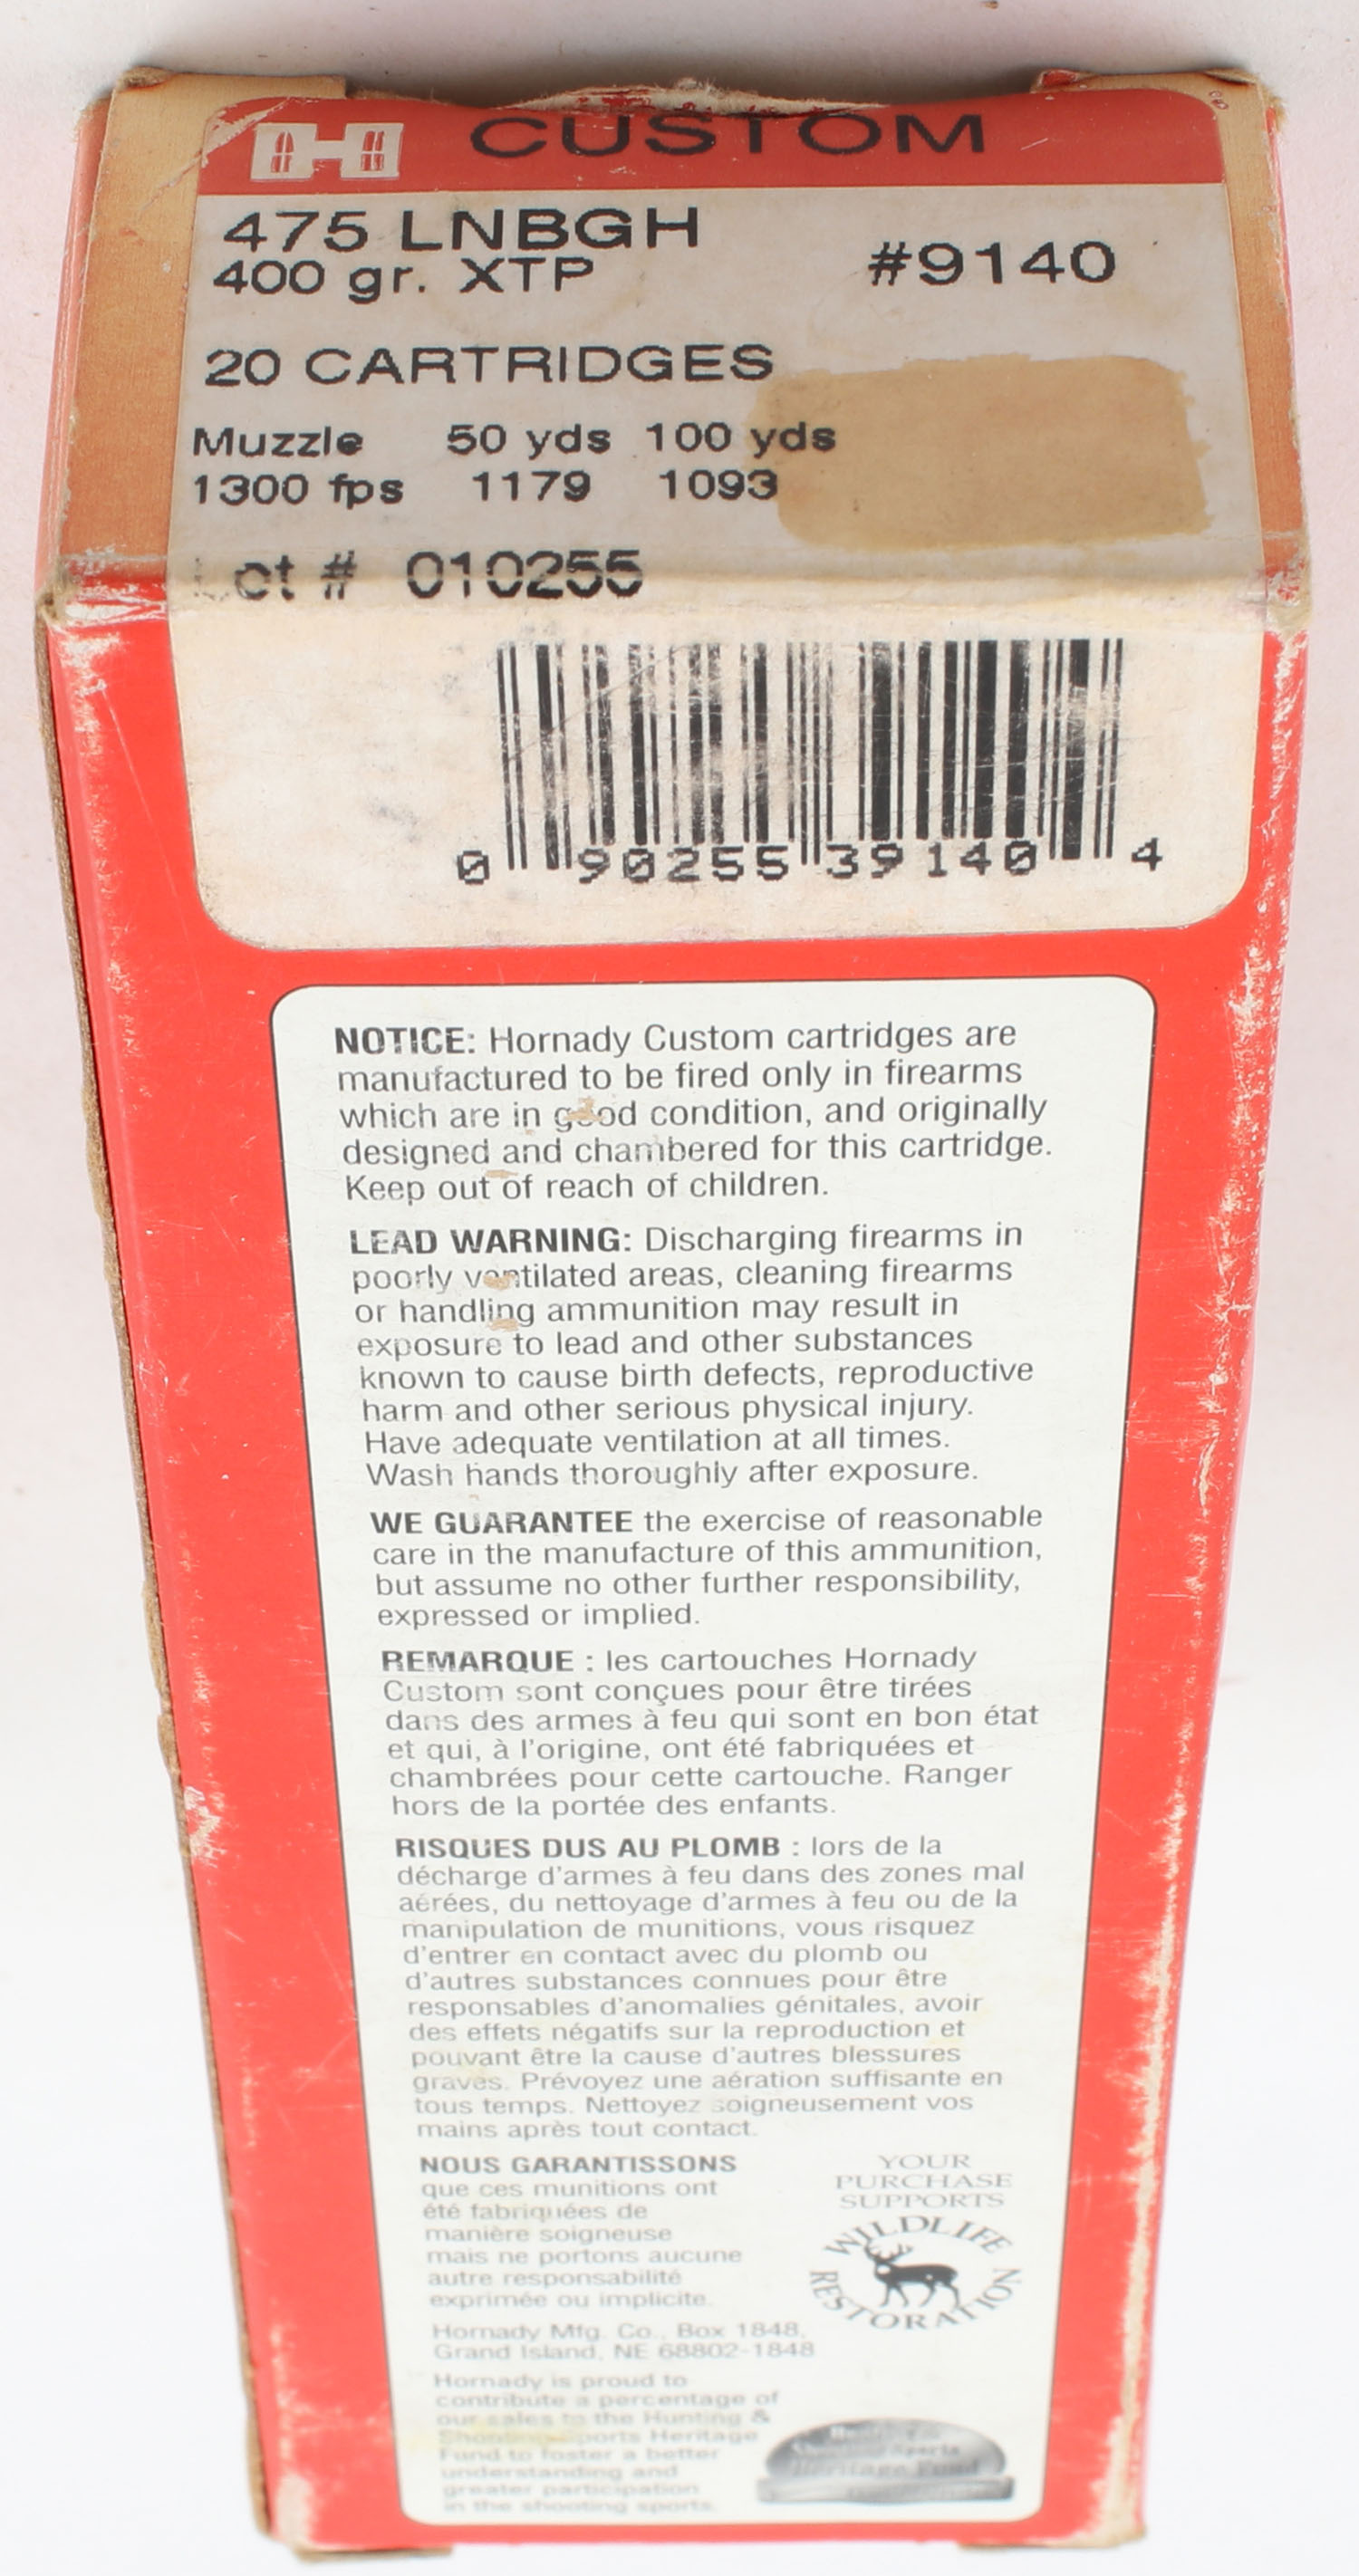 CUSTOM
475 LNBGH
400 gr. XTP
#9140
20 CARTRIDGES
Muzzle 50 yds 100 yds
1300 fps 1179 1093
Lot # 010255
0 90255 39140 4
NOTICE: Hornady Custom cartridges are
manufactured to be fired only in firearms
which are in good condition, and originally
designed and chambered for this cartridge.
Keep out of reach of children.
LEAD WARNING: Discharging firearms in
poorly ventilated areas, cleaning firearms
or handling ammunition may result in
exposure to lead and other substances
known to cause birth defects, reproductive
harm and other serious physical injury.
Have adequate ventilation at all times.
Wash hands thoroughly after exposure.
WE GUARANTEE the exercise of reasonable
care in the manufacture of this ammunition,
but assume no other further responsibility,
expressed or implied.
REMARQUE : les cartouches Hornady
Custom sont conçues pour être tirées
dans des armes à feu qui sont en bon état
et qui, à l'origine, ont été fabriquées et
chambrées pour cette cartouche. Ranger
hors de la portée des enfants.
RISQUES DUS AU PLOMB : lors de la
décharge d'armes à feu dans des zones mal
aérées, du nettoyage d'armes à feu ou de la
manipulation de munitions, vous risquez
d'entrer en contact avec du plomb ou
d'autres substances connues pour être
responsables d'anomalies génitales, avoir
des effets négatifs sur la reproduction et
pouvant être la cause d'autres blessures
graves. Prévoyez une aération suffisante en
tous temps. Nettoyez soigneusement vos
mains après tout contact.
NOUS GARANTISSONS
que ces munitions ont
été fabriquées de
manière soigneuse
mais ne portons aucune
autre responsabilité
exprimée ou implicite.
YOUR
PURCHASE
SUPPORTS
WILDLIFE
RESTORATION
Hornady Mfg. Co., Box 1848,
Grand Island, NE 68802-1848
Hornady is proud to
contribute a percentage of
our sales to the Hunting &
Shooting Sports Heritage
Fund to foster a better
understanding and
greater participation
in the shooting sports.
Heritage Fund